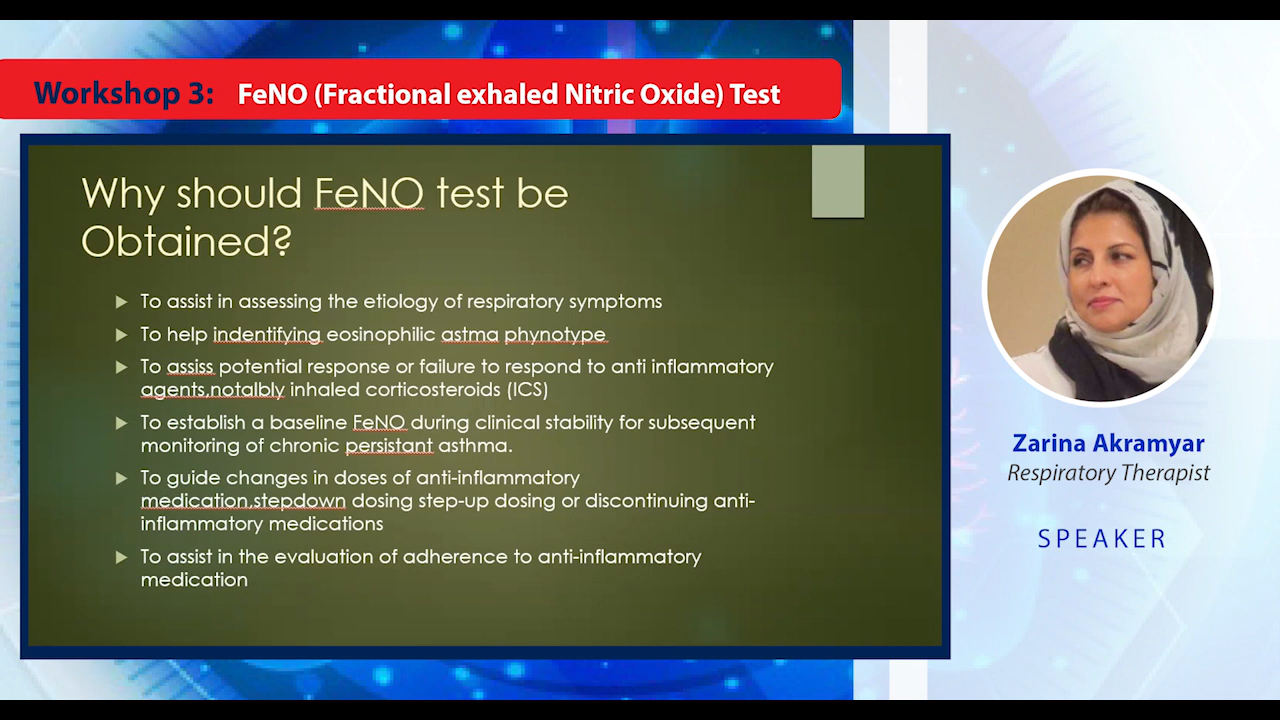 Workshop 3: FeNO (Fractional exhaled Nitric Oxide) Test
Why should FeNO test be
Obtained?
To assist in assessing the etiology of respiratory symptoms
To help indentifying eosinophilic astma phynotype
To assiss potential response or failure to respond to anti inflammatory
agents,notalbly inhaled corticosteroids (ICS)
To establish a baseline FeNO during clinical stability for subsequent
monitoring of chronic persistant asthma.
To guide changes in doses of anti-inflammatory
medication,stepdown dosing step-up dosing or discontinuing anti-
inflammatory medications
To assist in the evaluation of adherence to anti-inflammatory
medication
Zarina Akramyar
Respiratory Therapist
SPEAKER